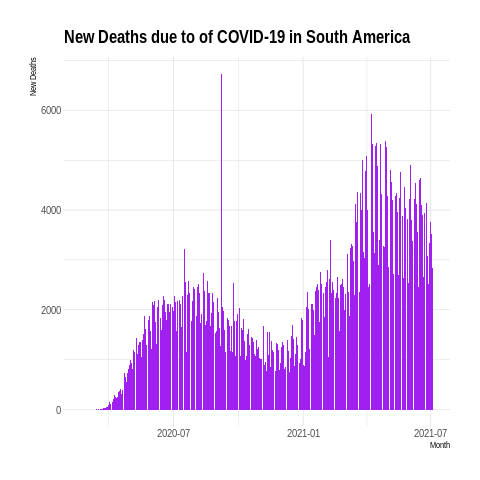 New Deaths due to of COVID-19 in South America
New Deaths
6000
4000
2000
0
2020-07
2021-01
2021-07
Month